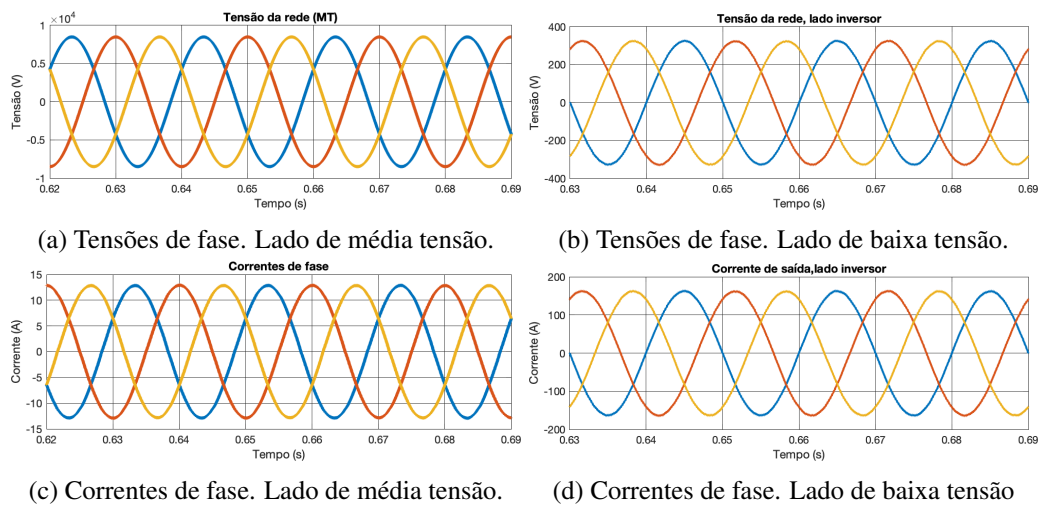 Tensão da rede (MT)
×10⁴
1
0.5
0
-0.5
-1
Tensão (V)
0.62 0.63 0.64 0.65 0.66 0.67 0.68 0.69
Tempo (s)
(a) Tensões de fase. Lado de média tensão.
Tensão da rede, lado inversor
400
200
0
-200
-400
Tensão (V)
0.63 0.64 0.65 0.66 0.67 0.68 0.69
Tempo (s)
(b) Tensões de fase. Lado de baixa tensão.
Correntes de fase
15
10
5
0
-5
-10
-15
Corrente (A)
0.62 0.63 0.64 0.65 0.66 0.67 0.68 0.69
Tempo (s)
(c) Correntes de fase. Lado de média tensão.
Corrente de saída,lado inversor
200
100
0
-100
-200
Corrente (A)
0.63 0.64 0.65 0.66 0.67 0.68 0.69
Tempo (s)
(d) Correntes de fase. Lado de baixa tensão